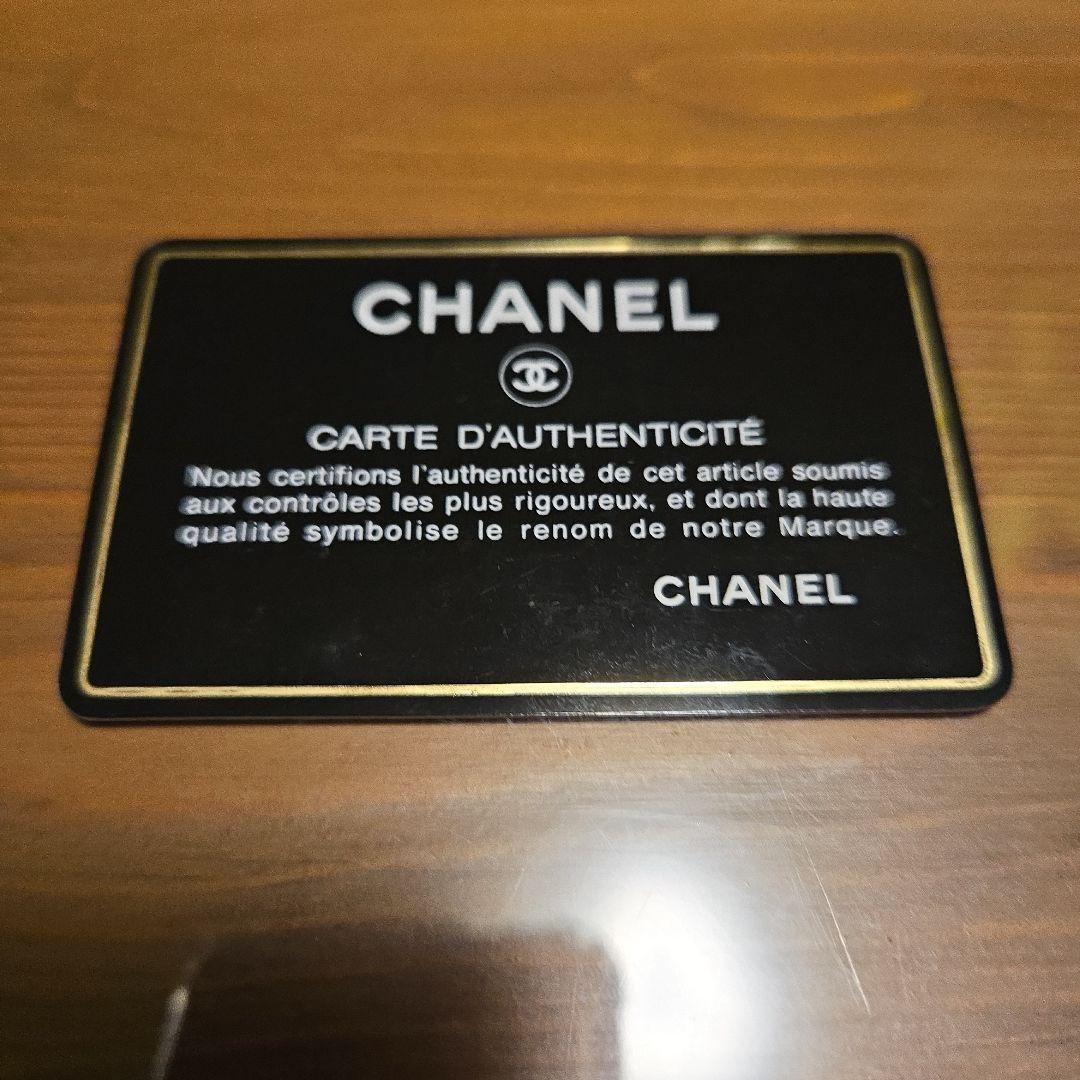 CHANEL
CARTE D'AUTHENTICITÉ
Nous certifions l'authenticité de cet article soumis
aux contrôles les plus rigoureux, et dont la haute
qualité symbolise le renom de notre Marque.
CHANEL